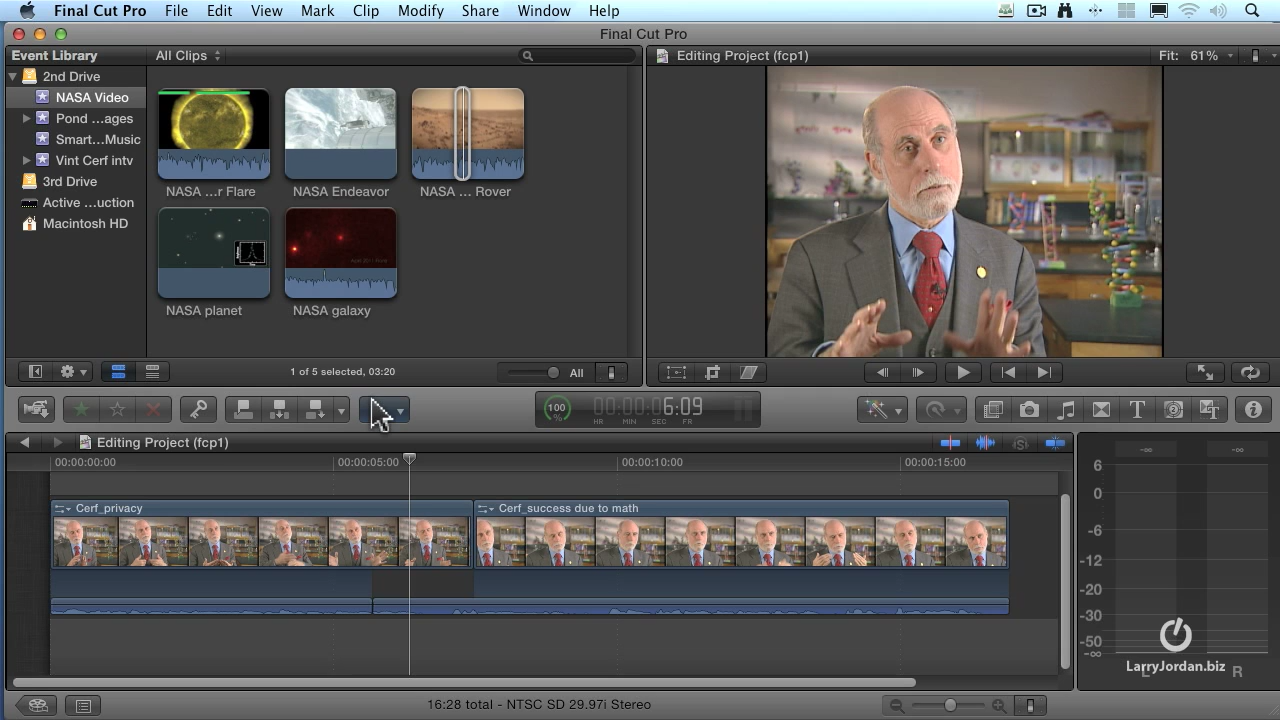 Final Cut Pro File Edit View Mark Clip Modify Share Window Help
Final Cut Pro
Event Library
All Clips
2nd Drive
NASA Video
Pond ...ages
Smart...Music
Vint Cerf intv
3rd Drive
Active ...uction
Macintosh HD
NASA ...r Flare
NASA Endeavor
NASA ... Rover
NASA planet
NASA galaxy
1 of 5 selected, 03:20
All
Editing Project (fcp1)
Fit: 61%
100
00:00:06:09
HR MIN SEC FR
Editing Project (fcp1)
00:00:00:00
00:00:05:00
00:00:10:00
00:00:15:00
Cerf_privacy
Cerf_success due to math
-∞ -∞
6
0
-6
-12
-20
-30
-50
-∞
LarryJordan.biz
L R
16:28 total - NTSC SD 29.97i Stereo